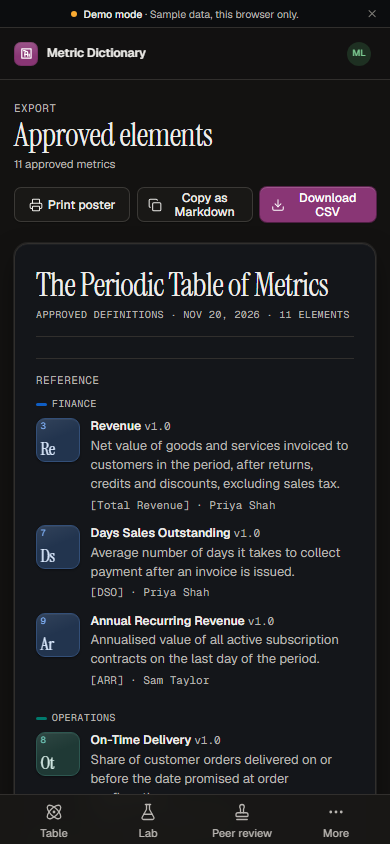 Demo mode · Sample data, this browser only.
Metric Dictionary
ML
EXPORT
Approved elements
11 approved metrics
Print poster
Copy as
Markdown
Download
CSV
The Periodic Table of Metrics
APPROVED DEFINITIONS · NOV 20, 2026 · 11 ELEMENTS
REFERENCE
FINANCE
3
Re
Revenue v1.0
Net value of goods and services invoiced to
customers in the period, after returns,
credits and discounts, excluding sales tax.
[Total Revenue] · Priya Shah
7
Ds
Days Sales Outstanding v1.0
Average number of days it takes to collect
payment after an invoice is issued.
[DSO] · Priya Shah
9
Ar
Annual Recurring Revenue v1.0
Annualised value of all active subscription
contracts on the last day of the period.
[ARR] · Sam Taylor
OPERATIONS
8
Ot
On-Time Delivery v1.0
Share of customer orders delivered on or
before the date promised at order
Table
Lab
Peer review
More